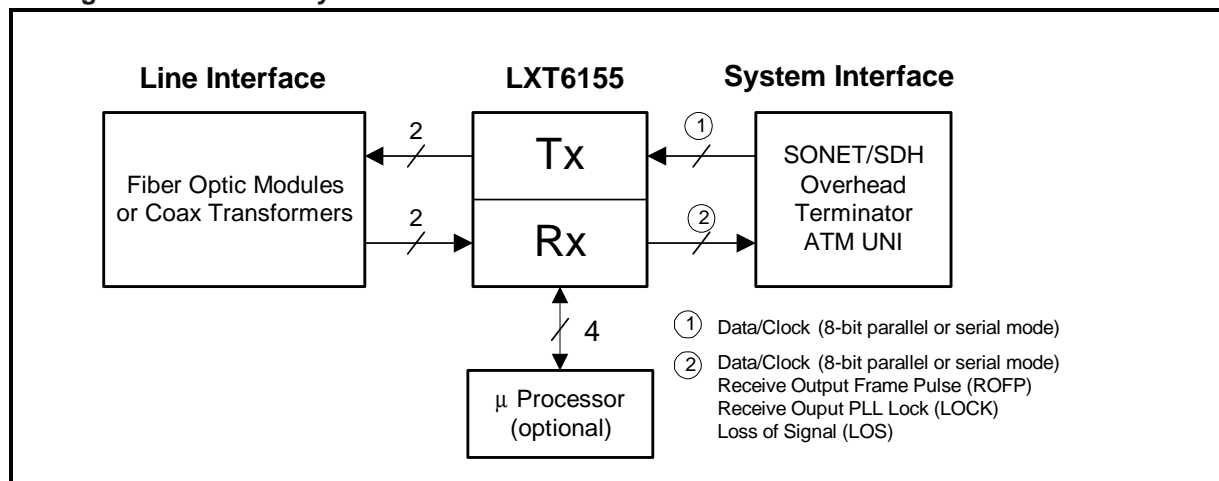 Line Interface
LXT6155
System Interface
2
1
Tx
SONET/SDH
Overhead
Terminator
ATM UNI
Fiber Optic Modules
or Coax Transformers
2
2
Rx
4
1 Data/Clock (8-bit parallel or serial mode)
2 Data/Clock (8-bit parallel or serial mode)
Receive Output Frame Pulse (ROFP)
Receive Ouput PLL Lock (LOCK)
Loss of Signal (LOS)
μ Processor
(optional)